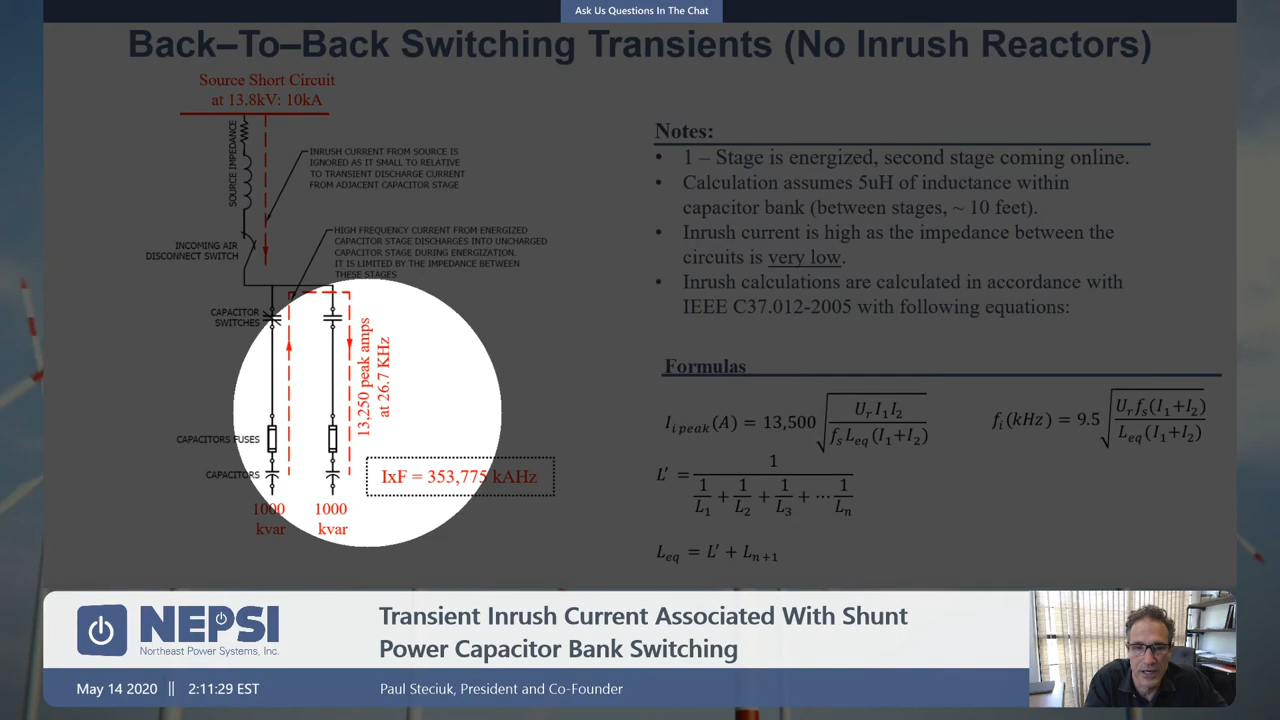 Ask Us Questions In The Chat
Back–To–Back Switching Transients (No Inrush Reactors)
Source Short Circuit
at 13.8kV: 10kA
SOURCE IMPEDANCE
INRUSH CURRENT FROM SOURCE IS
IGNORED AS IT SMALL TO RELATIVE
TO TRANSIENT DISCHARGE CURRENT
FROM ADJACENT CAPACITOR STAGE
INCOMING AIR
DISCONNECT SWITCH
HIGH FREQUENCY CURRENT FROM ENERGIZED
CAPACITOR STAGE DISCHARGES INTO UNCHARGED
CAPACITOR STAGE DURING ENERGIZATION.
IT IS LIMITED BY THE IMPEDANCE BETWEEN
THESE STAGES
CAPACITOR
SWITCHES
13,250 peak amps
at 26.7 KHz
CAPACITORS FUSES
CAPACITORS
IxF = 353,775 kAHz
1000
kvar
1000
kvar
Notes:
• 1 – Stage is energized, second stage coming online.
• Calculation assumes 5uH of inductance within
capacitor bank (between stages, ~ 10 feet).
• Inrush current is high as the impedance between the
circuits is very low.
• Inrush calculations are calculated in accordance with
IEEE C37.012-2005 with following equations:
Formulas
I_{i peak}(A) = 13,500 √(U_r I_1 I_2 / f_s L_{eq}(I_1+I_2))
f_i(kHz) = 9.5 √(U_r f_s(I_1+I_2) / L_{eq}(I_1+I_2))
L′ = 1 / (1/L_1 + 1/L_2 + 1/L_3 + ⋯ 1/L_n)
L_{eq} = L′ + L_{n+1}
NEPSI
Northeast Power Systems, Inc.
Transient Inrush Current Associated With Shunt
Power Capacitor Bank Switching
May 14 2020 || 2:11:29 EST
Paul Steciuk, President and Co-Founder